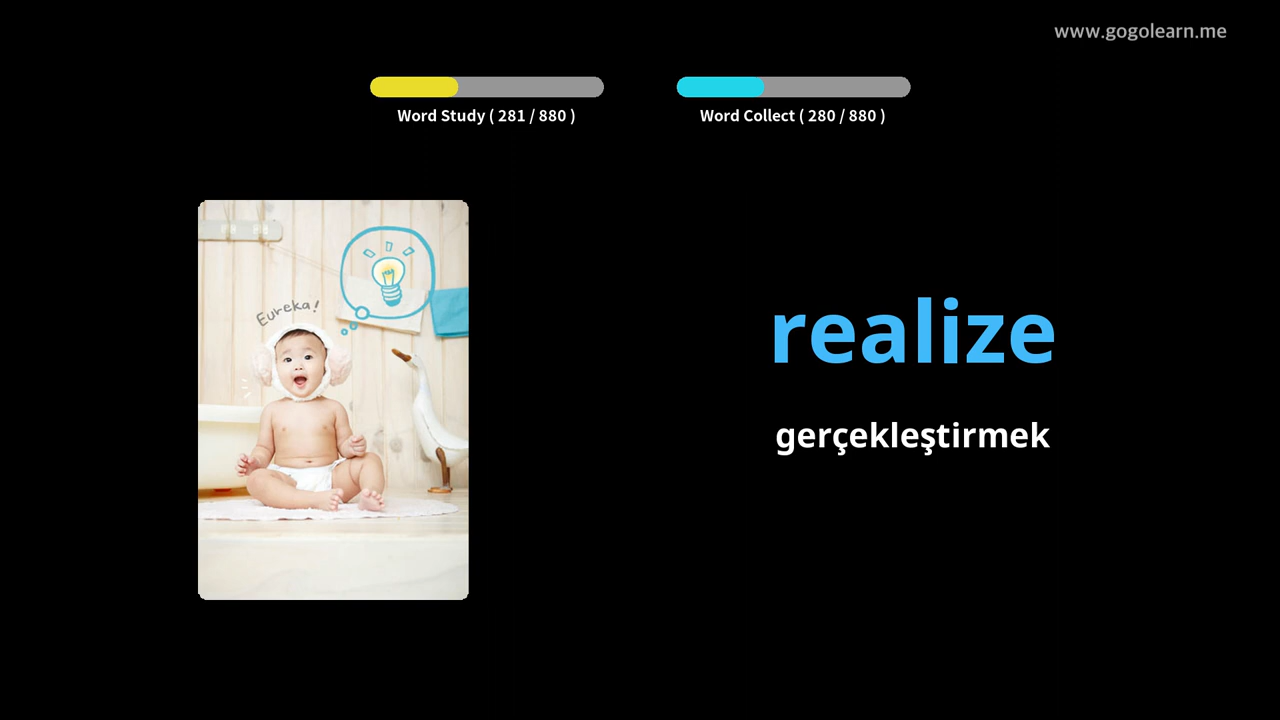 www.gogolearn.me
Word Study ( 281 / 880 )
Word Collect ( 280 / 880 )
Eureka!
realize
gerçekleştirmek